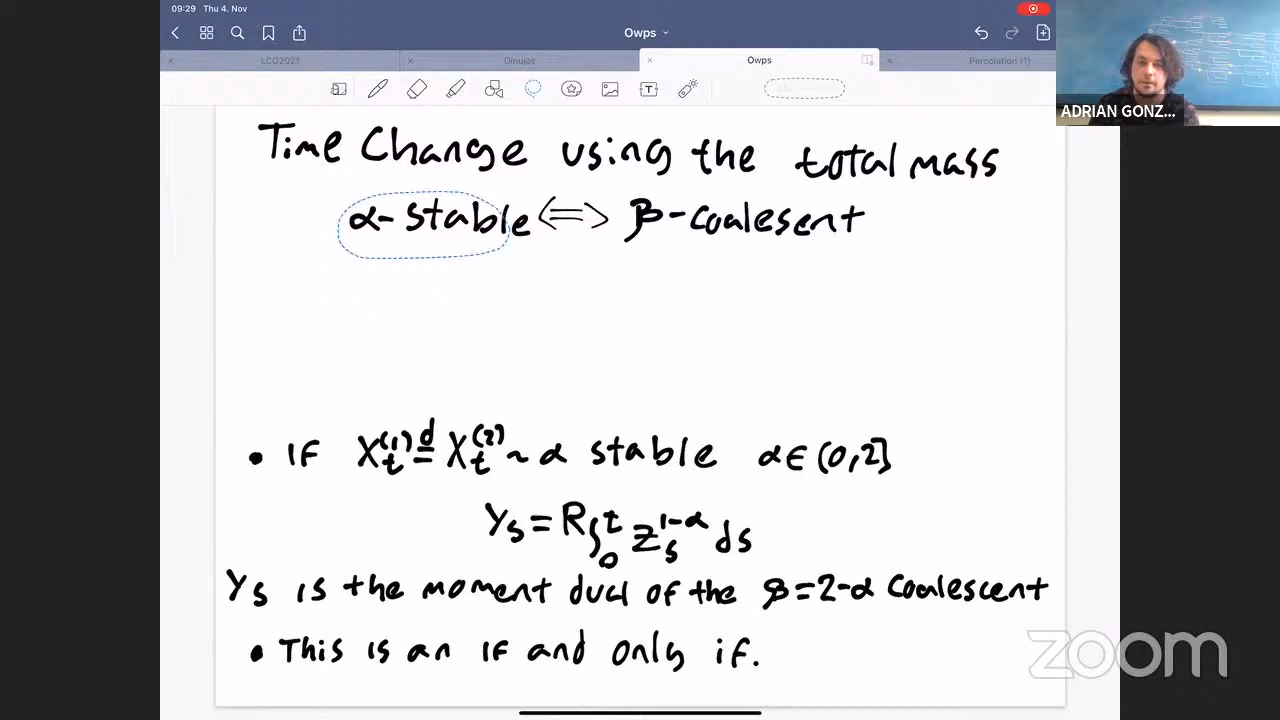 09:29 Thu 4. Nov
Owps
LCG2021
Dinujos
Owps
Percolation (1)
ADRIAN GONZ...
Time Change using the total mass
α-stable <=> β-coalesent
• IF X_t^(1) =^d X_t^(2) ~ α stable α ∈ (0,2]
Y_s = R_∫_0^t Z_s^{1-α} ds
Y_s is the moment dual of the β=2-α Coalescent
• This is an if and only if.
zoom